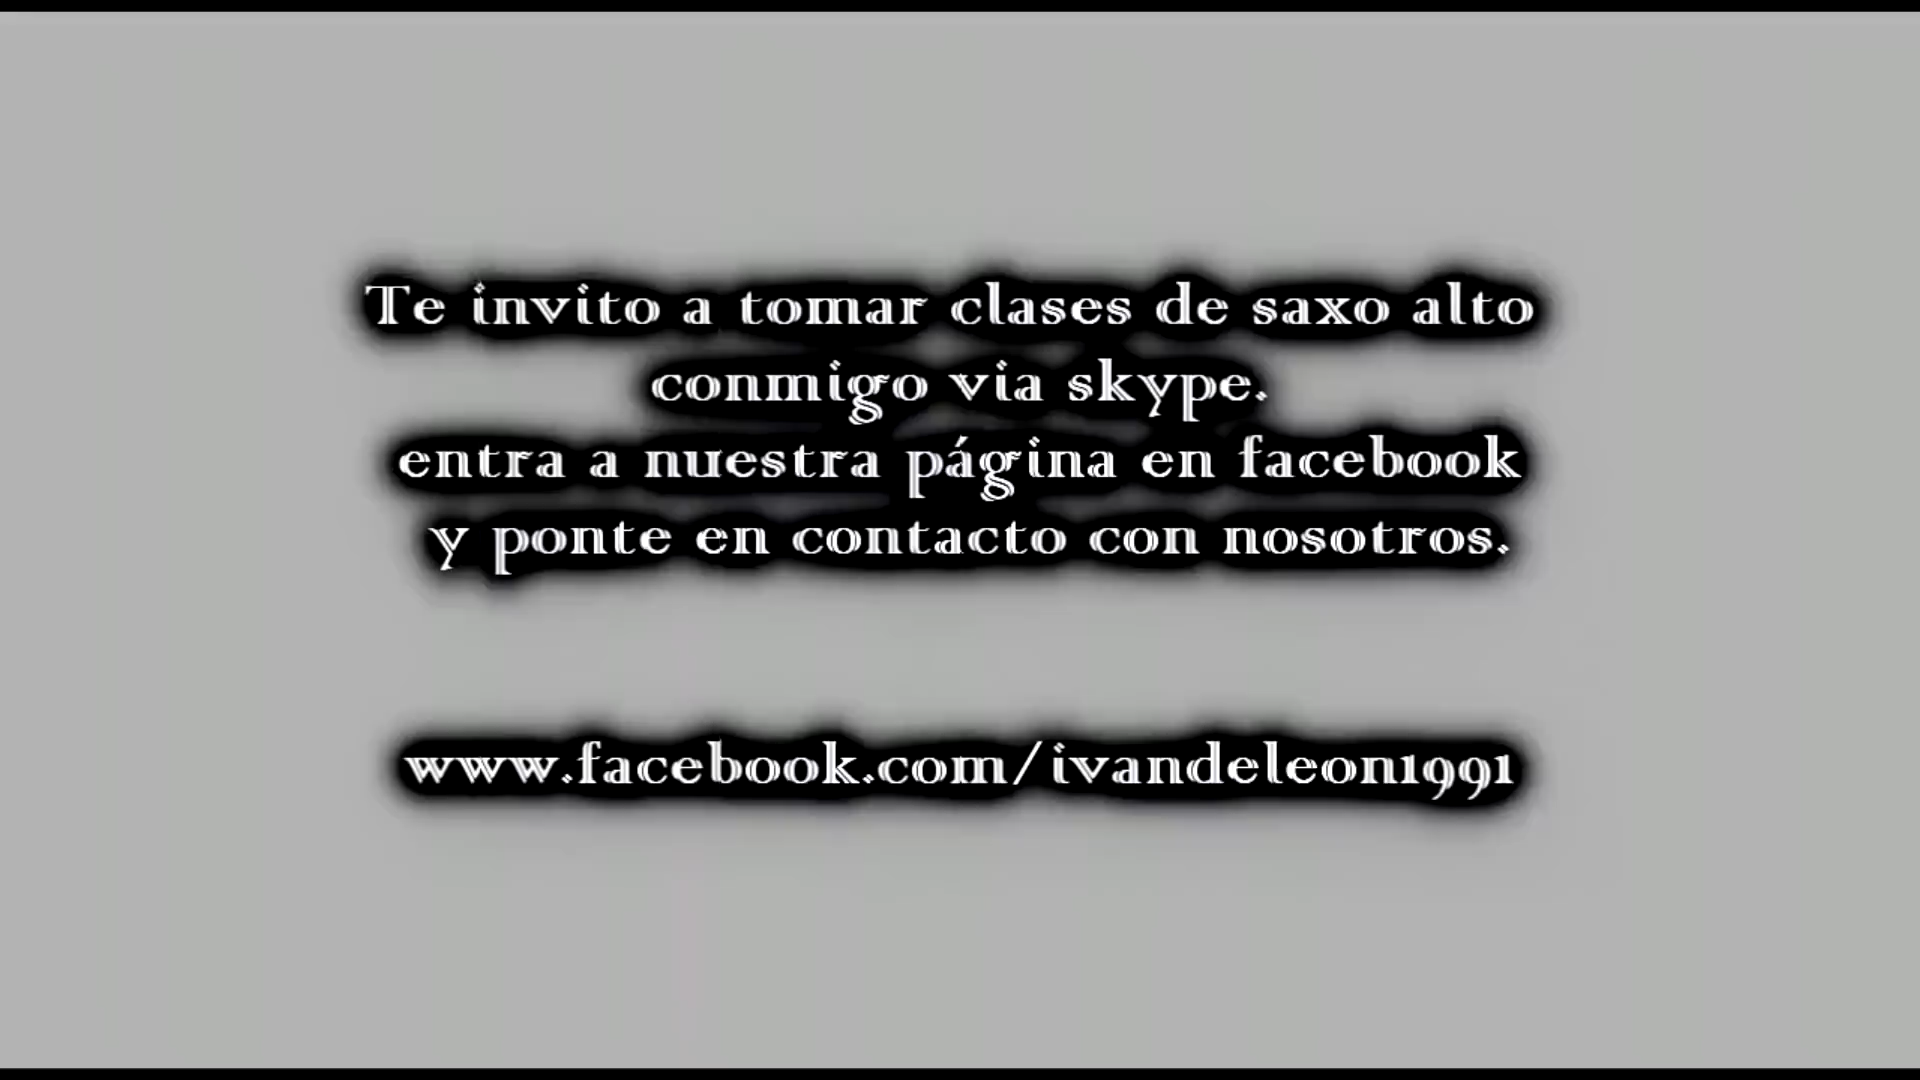 Te invito a tomar clases de saxo alto
conmigo via skype.
entra a nuestra página en facebook
y ponte en contacto con nosotros.
www.facebook.com/ivandeleon1991